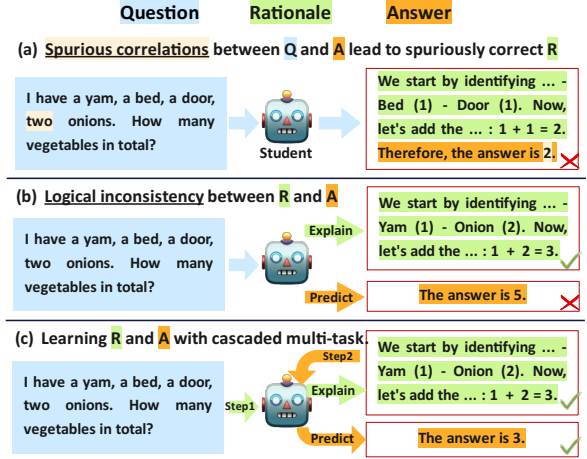 Question Rationale Answer
(a) Spurious correlations between Q and A lead to spuriously correct R
I have a yam, a bed, a door,
two onions. How many
vegetables in total?
Student
We start by identifying ... -
Bed (1) - Door (1). Now,
let's add the ... : 1 + 1 = 2.
Therefore, the answer is 2.
(b) Logical inconsistency between R and A
I have a yam, a bed, a door,
two onions. How many
vegetables in total?
Explain
We start by identifying ... -
Yam (1) - Onion (2). Now,
let's add the ... : 1 + 2 = 3.
Predict
The answer is 5.
(c) Learning R and A with cascaded multi-task.
I have a yam, a bed, a door,
two onions. How many
vegetables in total?
Step1
Step2
Explain
We start by identifying ... -
Yam (1) - Onion (2). Now,
let's add the ... : 1 + 2 = 3.
Predict
The answer is 3.